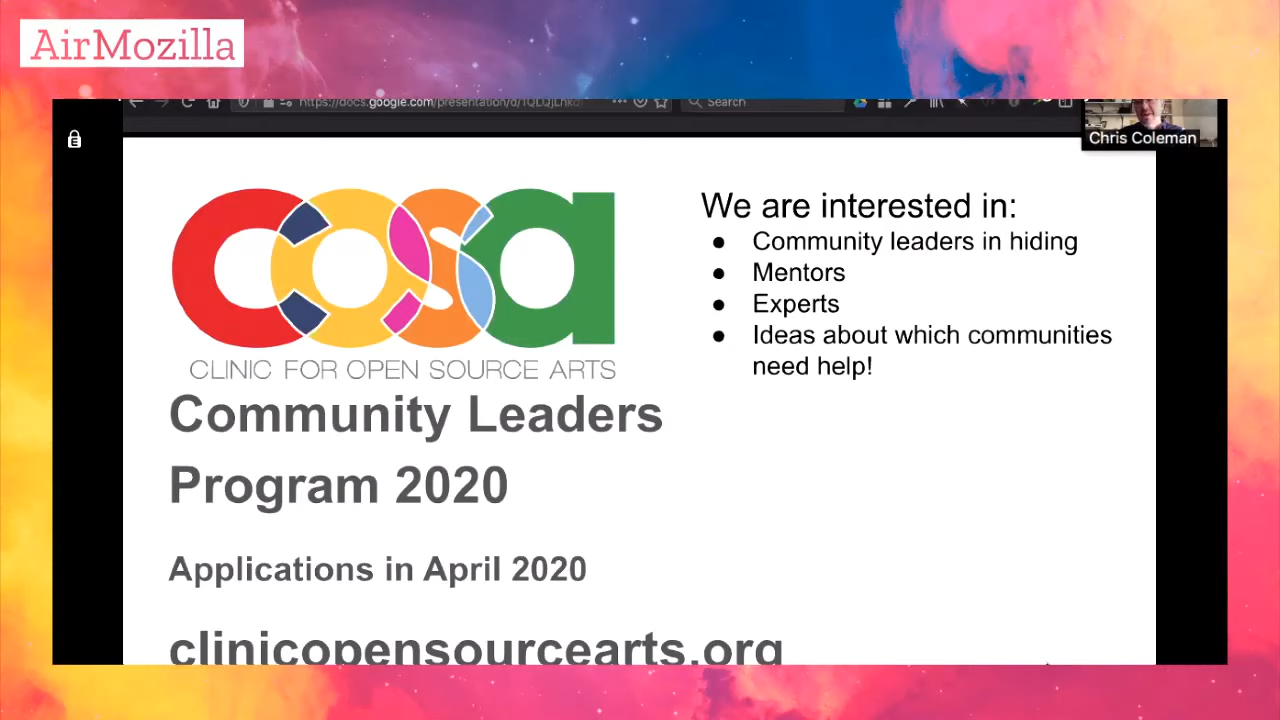 AirMozilla
https://docs.google.com/presentation/d/
Search
Chris Coleman
cosa
CLINIC FOR OPEN SOURCE ARTS
Community Leaders
Program 2020
Applications in April 2020
clinicopensourcearts.org
We are interested in:
● Community leaders in hiding
● Mentors
● Experts
● Ideas about which communities
need help!